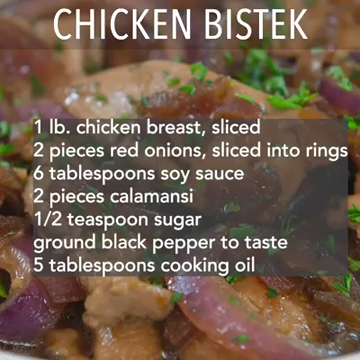 CHICKEN BISTEK
1 lb. chicken breast, sliced
2 pieces red onions, sliced into rings
6 tablespoons soy sauce
2 pieces calamansi
1/2 teaspoon sugar
ground black pepper to taste
5 tablespoons cooking oil